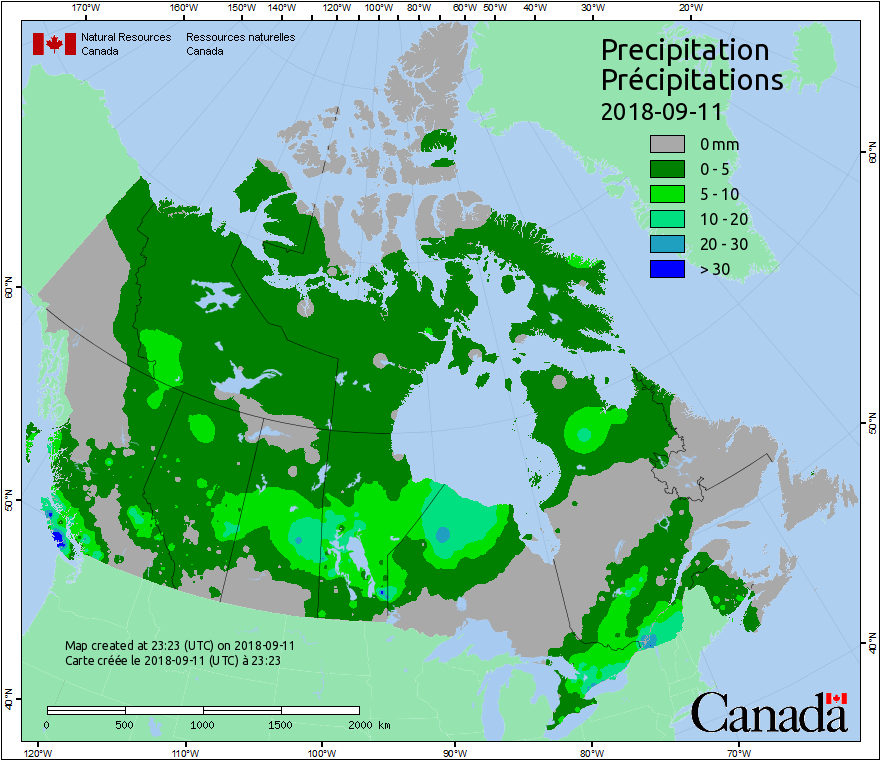 170°W 160°W 150°W 140°W 120°W 100°W 80°W 60°W 50°W 40°W 30°W 20°W
Natural Resources Canada
Ressources naturelles Canada
Precipitation
Précipitations
2018-09-11
0 mm
0 - 5
5 - 10
10 - 20
20 - 30
> 30
60°N
50°N
40°N
60°N
50°N
40°N
Map created at 23:23 (UTC) on 2018-09-11
Carte créée le 2018-09-11 (UTC) à 23:23
0 500 1000 1500 2000 km
Canada
120°W 110°W 100°W 90°W 80°W 70°W